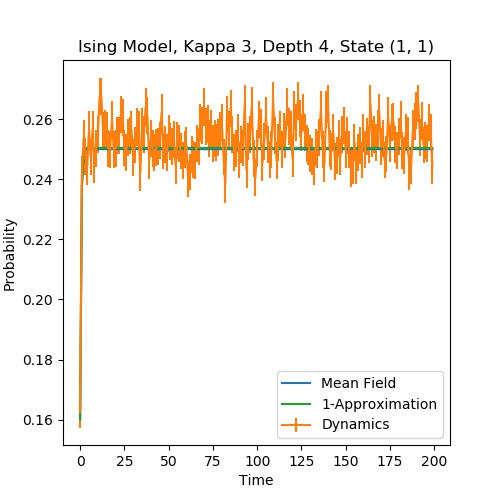 Ising Model, Kappa 3, Depth 4, State (1, 1)
Probability
0.26
0.24
0.22
0.20
0.18
0.16
Mean Field
1-Approximation
Dynamics
0 25 50 75 100 125 150 175 200
Time